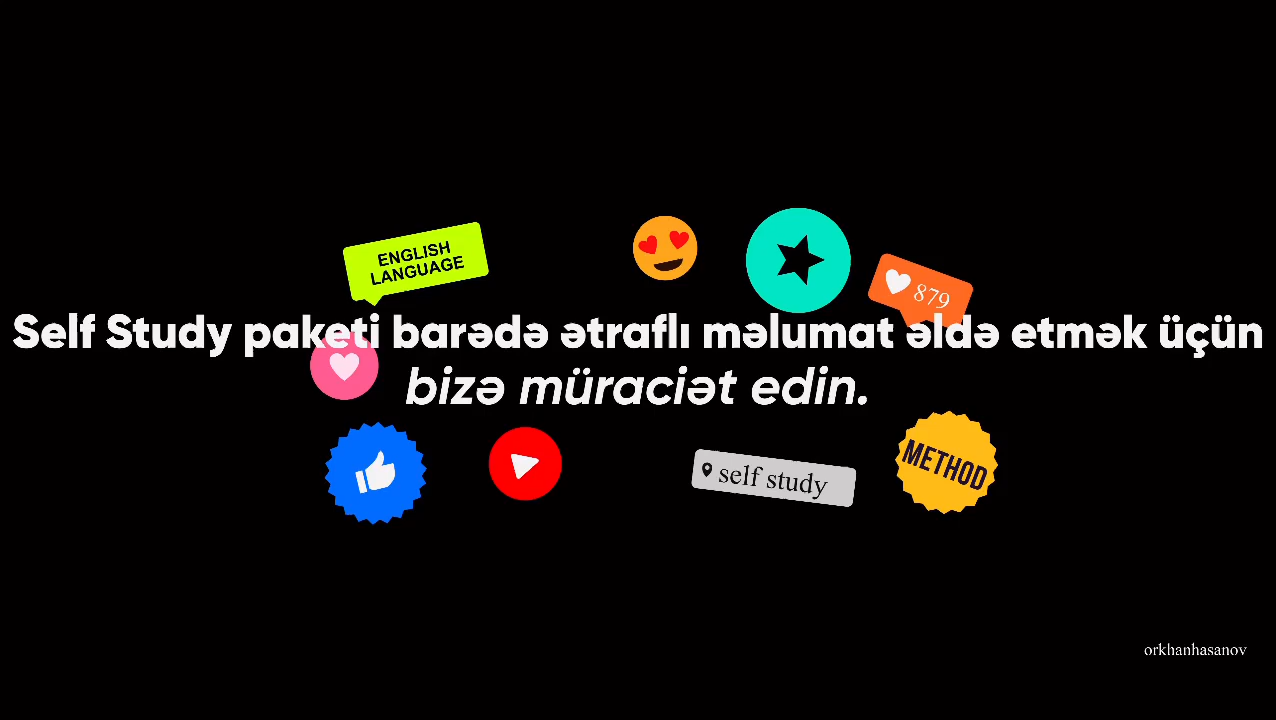 ENGLISH
LANGUAGE
879
Self Study paketi barədə ətraflı məlumat əldə etmək üçün
bizə müraciət edin.
METHOD
self study
orkhanhasanov